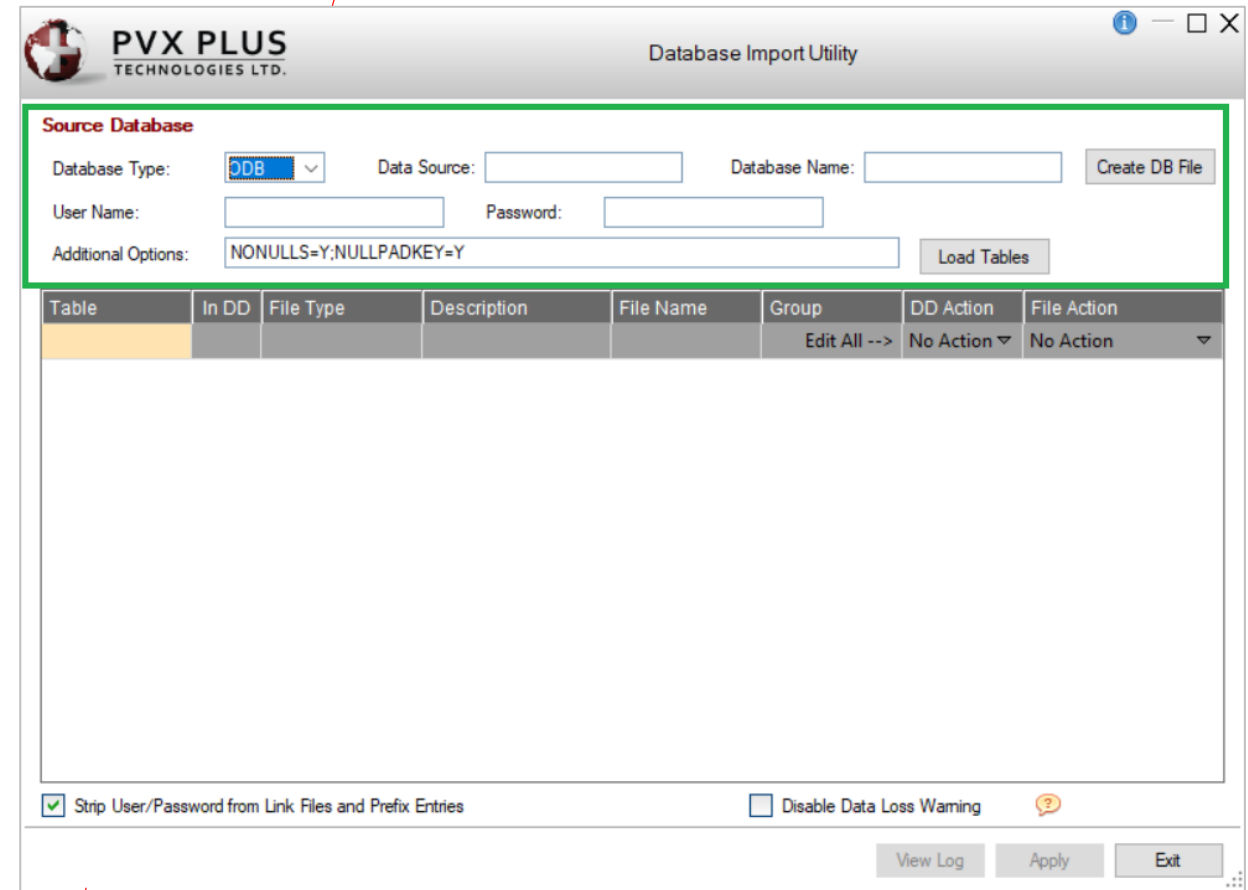 PVX PLUS
TECHNOLOGIES LTD.
Database Import Utility
Source Database
Database Type: ODB Data Source: Database Name: Create DB File
User Name: Password:
Additional Options: NONULLS=Y;NULLPADKEY=Y Load Tables
Table In DD File Type Description File Name Group DD Action File Action
Edit All --> No Action No Action
Strip User/Password from Link Files and Prefix Entries Disable Data Loss Warning ?
View Log Apply Exit